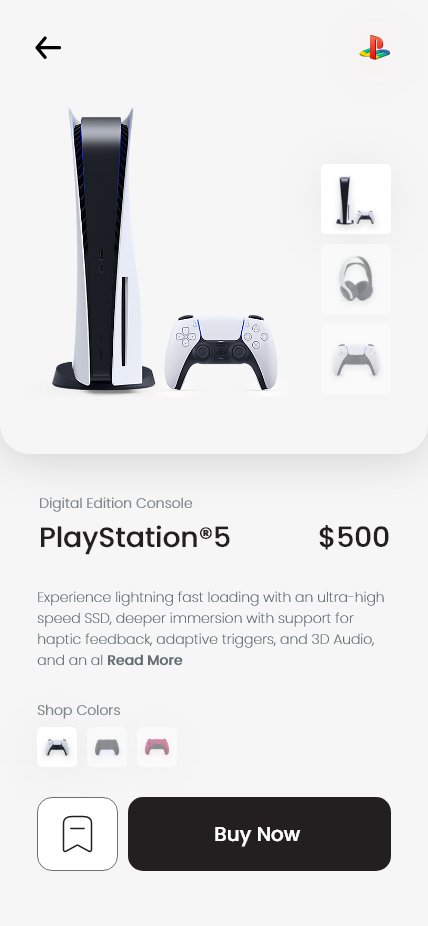 Digital Edition Console
PlayStation®5
$500
Experience lightning fast loading with an ultra-high
speed SSD, deeper immersion with support for
haptic feedback, adaptive triggers, and 3D Audio,
and an al Read More
Shop Colors
Buy Now